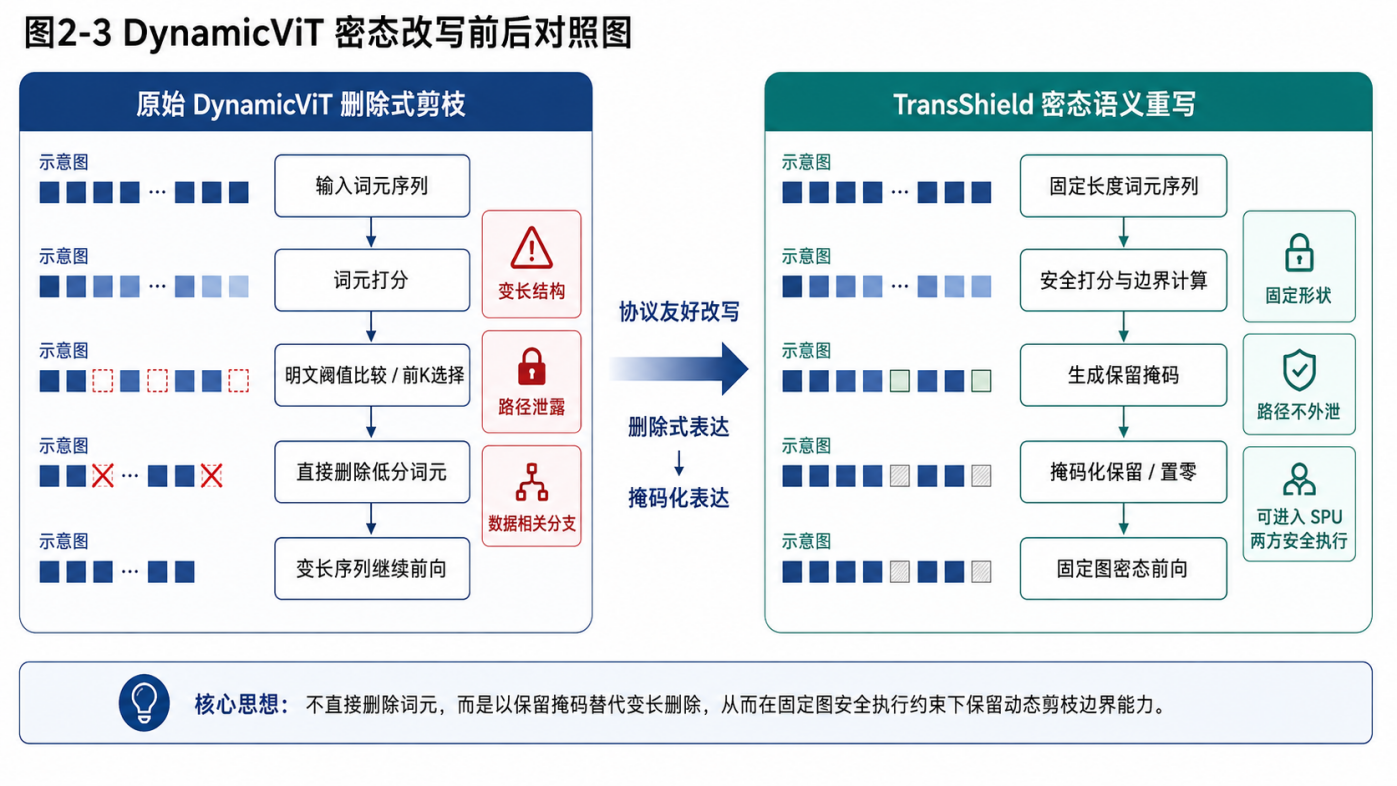 图2-3 DynamicViT 密态改写前后对照图
原始 DynamicViT 删除式剪枝
示意图
输入词元序列
示意图
词元打分
变长结构
示意图
明文阈值比较 / 前K选择
路径泄露
示意图
直接删除低分词元
数据相关分支
示意图
变长序列继续前向
协议友好改写
删除式表达
掩码化表达
TransShield 密态语义重写
示意图
固定长度词元序列
示意图
安全打分与边界计算
固定形状
示意图
生成保留掩码
路径不外泄
示意图
掩码化保留 / 置零
可进入 SPU
两方安全执行
示意图
固定图密态前向
核心思想： 不直接删除词元，而是以保留掩码替代变长删除，从而在固定图安全执行约束下保留动态剪枝边界能力。